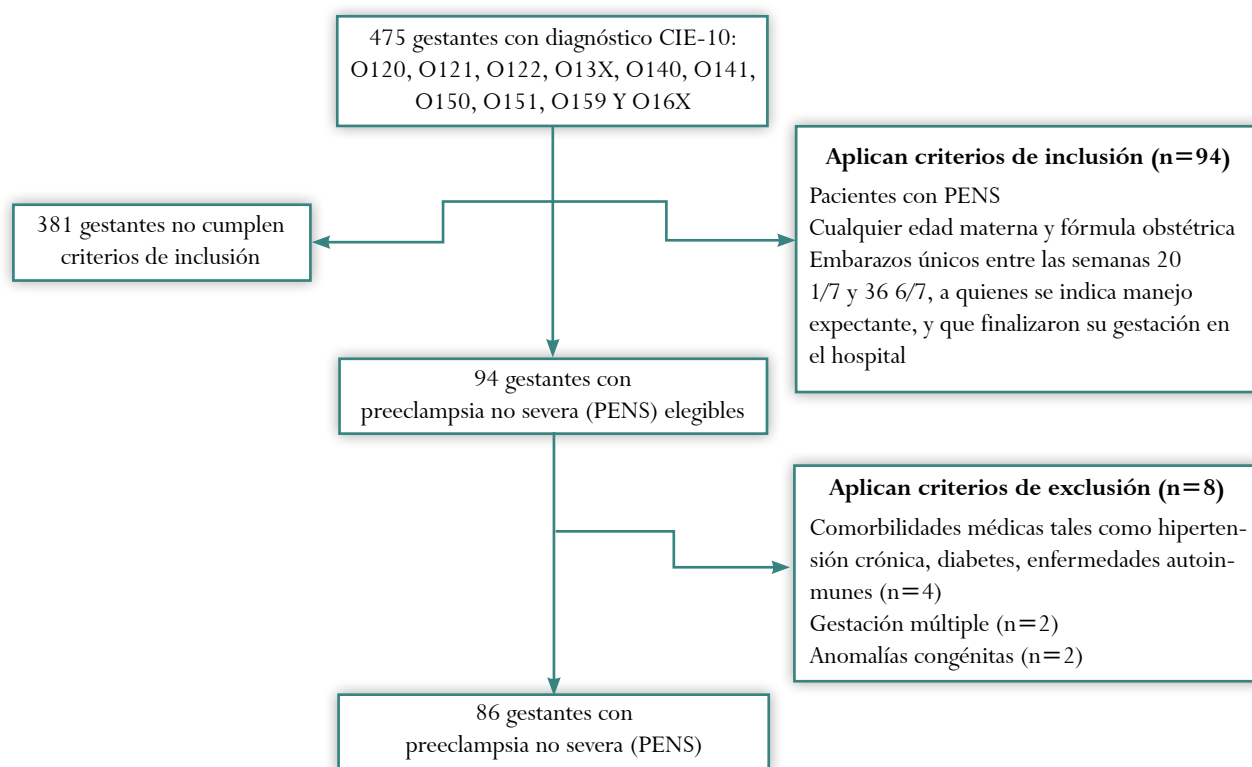 475 gestantes con diagnóstico CIE-10:
O120, O121, O122, O13X, O140, O141,
O150, O151, O159 Y O16X
381 gestantes no cumplen
criterios de inclusión
Aplican criterios de inclusión (n=94)
Pacientes con PENS
Cualquier edad materna y fórmula obstétrica
Embarazos únicos entre las semanas 20
1/7 y 36 6/7, a quienes se indica manejo
expectante, y que finalizaron su gestación en
el hospital
94 gestantes con
preeclampsia no severa (PENS) elegibles
Aplican criterios de exclusión (n=8)
Comorbilidades médicas tales como hiperten-
sión crónica, diabetes, enfermedades autoin-
munes (n=4)
Gestación múltiple (n=2)
Anomalías congénitas (n=2)
86 gestantes con
preeclampsia no severa (PENS)